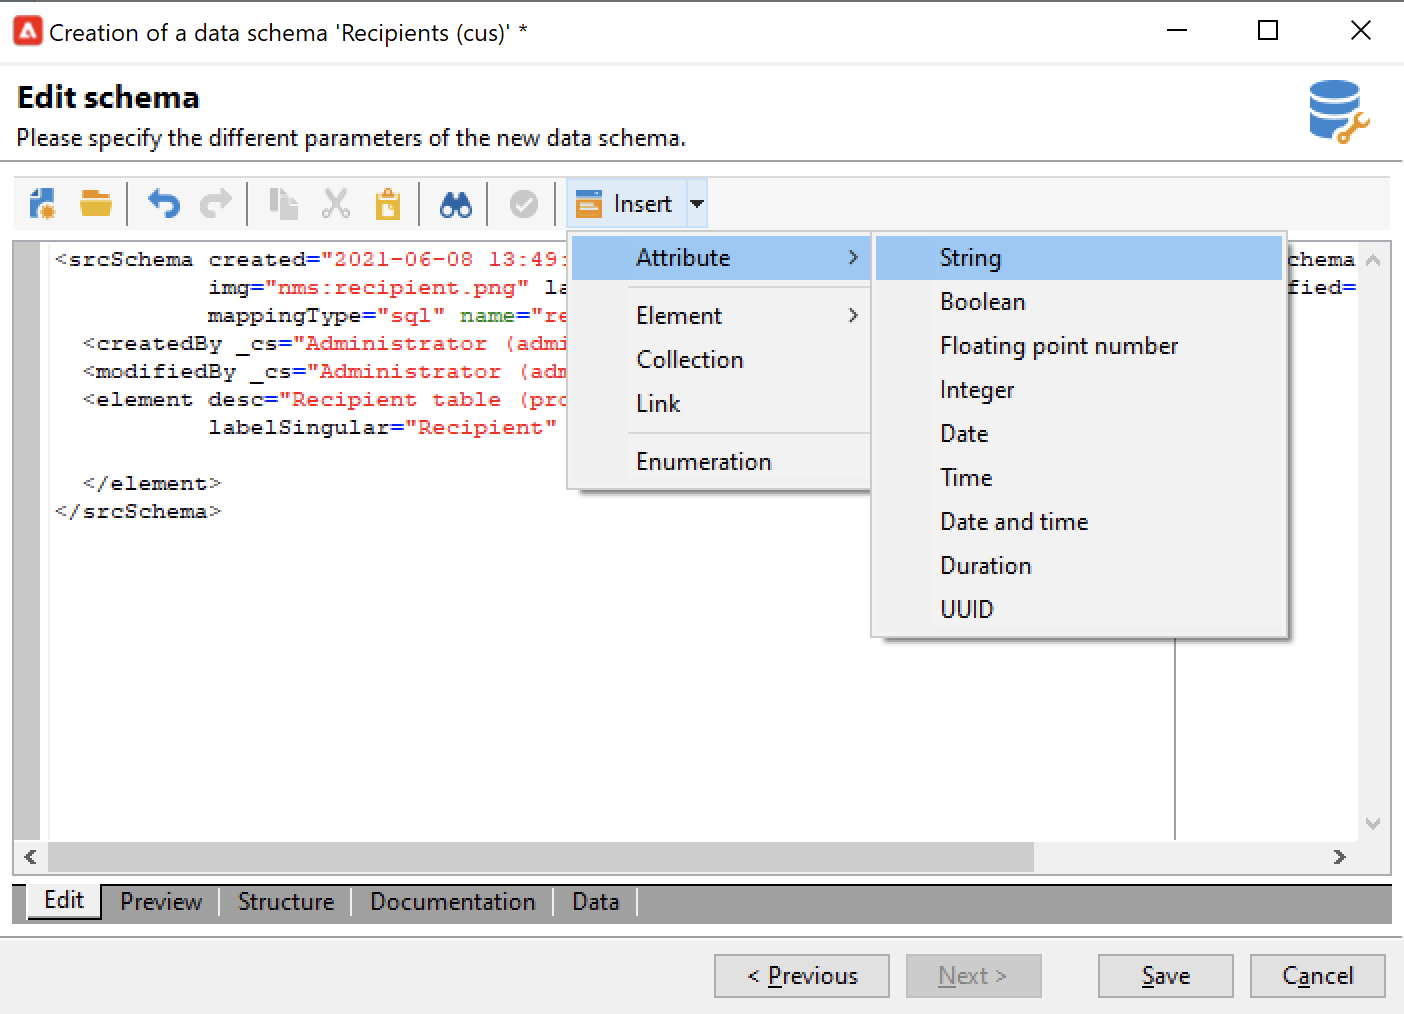 Creation of a data schema 'Recipients (cus)' *
Edit schema
Please specify the different parameters of the new data schema.
Insert
<srcSchema created="2021-06-08 13:49:
img="nms:recipient.png"
mappingType="sql" name="re
<createdBy _cs="Administrator (admi
<modifiedBy _cs="Administrator (adm
<element desc="Recipient table (pro
labelSingular="Recipient"
</element>
</srcSchema>
Attribute
Element
Collection
Link
Enumeration
String
Boolean
Floating point number
Integer
Date
Time
Date and time
Duration
UUID
chema
fied=
Edit
Preview
Structure
Documentation
Data
< Previous
Next >
Save
Cancel